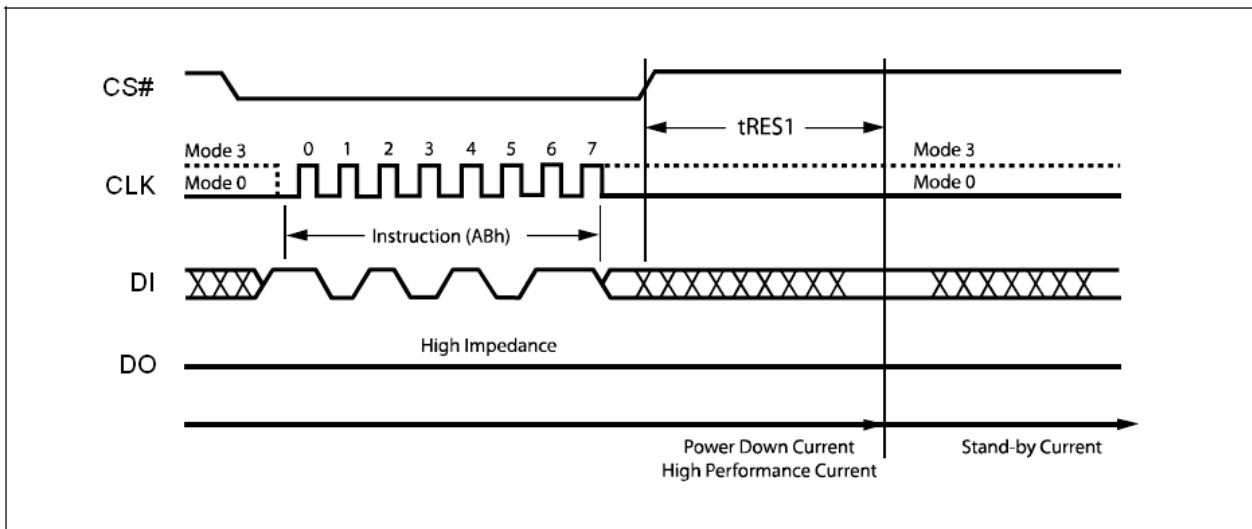 CS#
tRES1
Mode 3
0 1 2 3 4 5 6 7
Mode 3
CLK
Mode 0
Mode 0
Instruction (ABh)
DI
High Impedance
DO
Power Down Current
High Performance Current
Stand-by Current